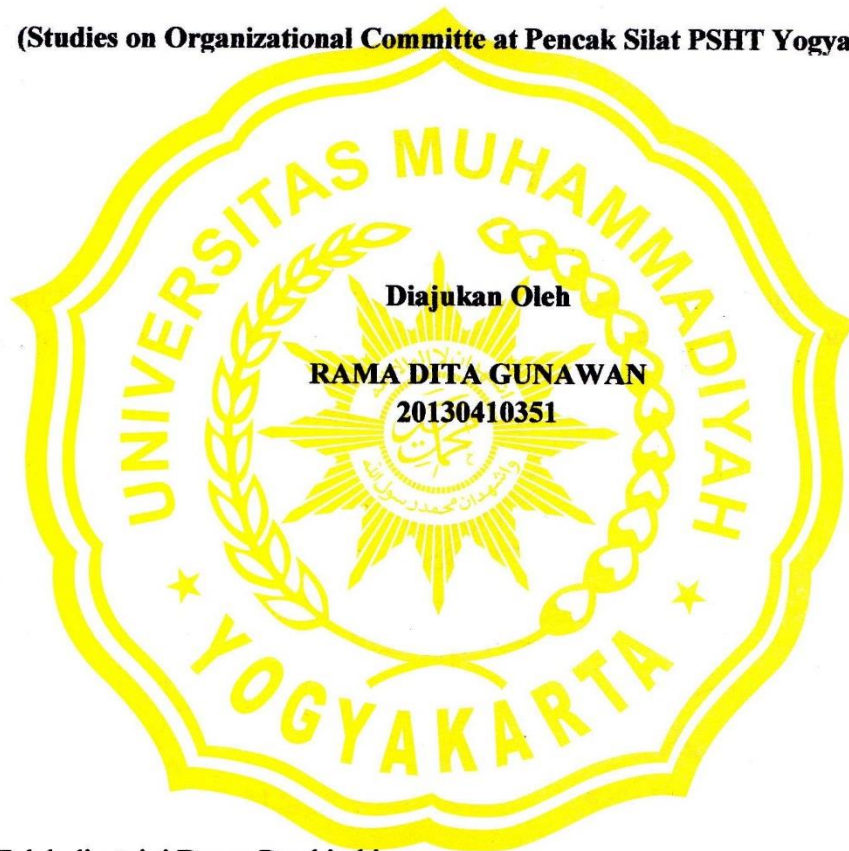 (Studies on Organizational Committe at Pencak Silat PSHT Yogya
UNIVERSITAS MUHAMMADIYAH
Diajukan Oleh
RAMA DITA GUNAWAN
20130410351
YOGYAKARTA